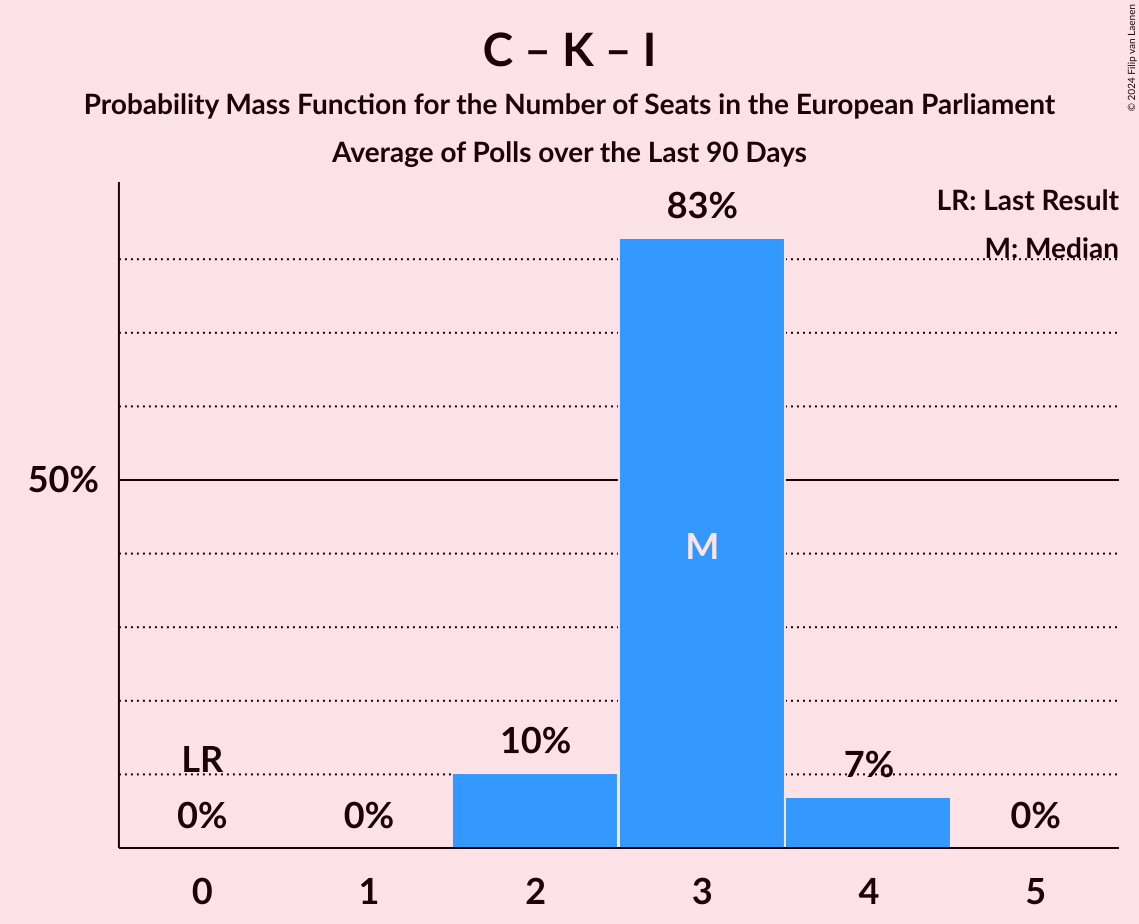 C – K – I
Probability Mass Function for the Number of Seats in the European Parliament
Average of Polls over the Last 90 Days
© 2024 Filip van Laenen
LR: Last Result
M: Median
83%
50%
M
10%
LR
7%
0%
0%
0%
0
1
2
3
4
5